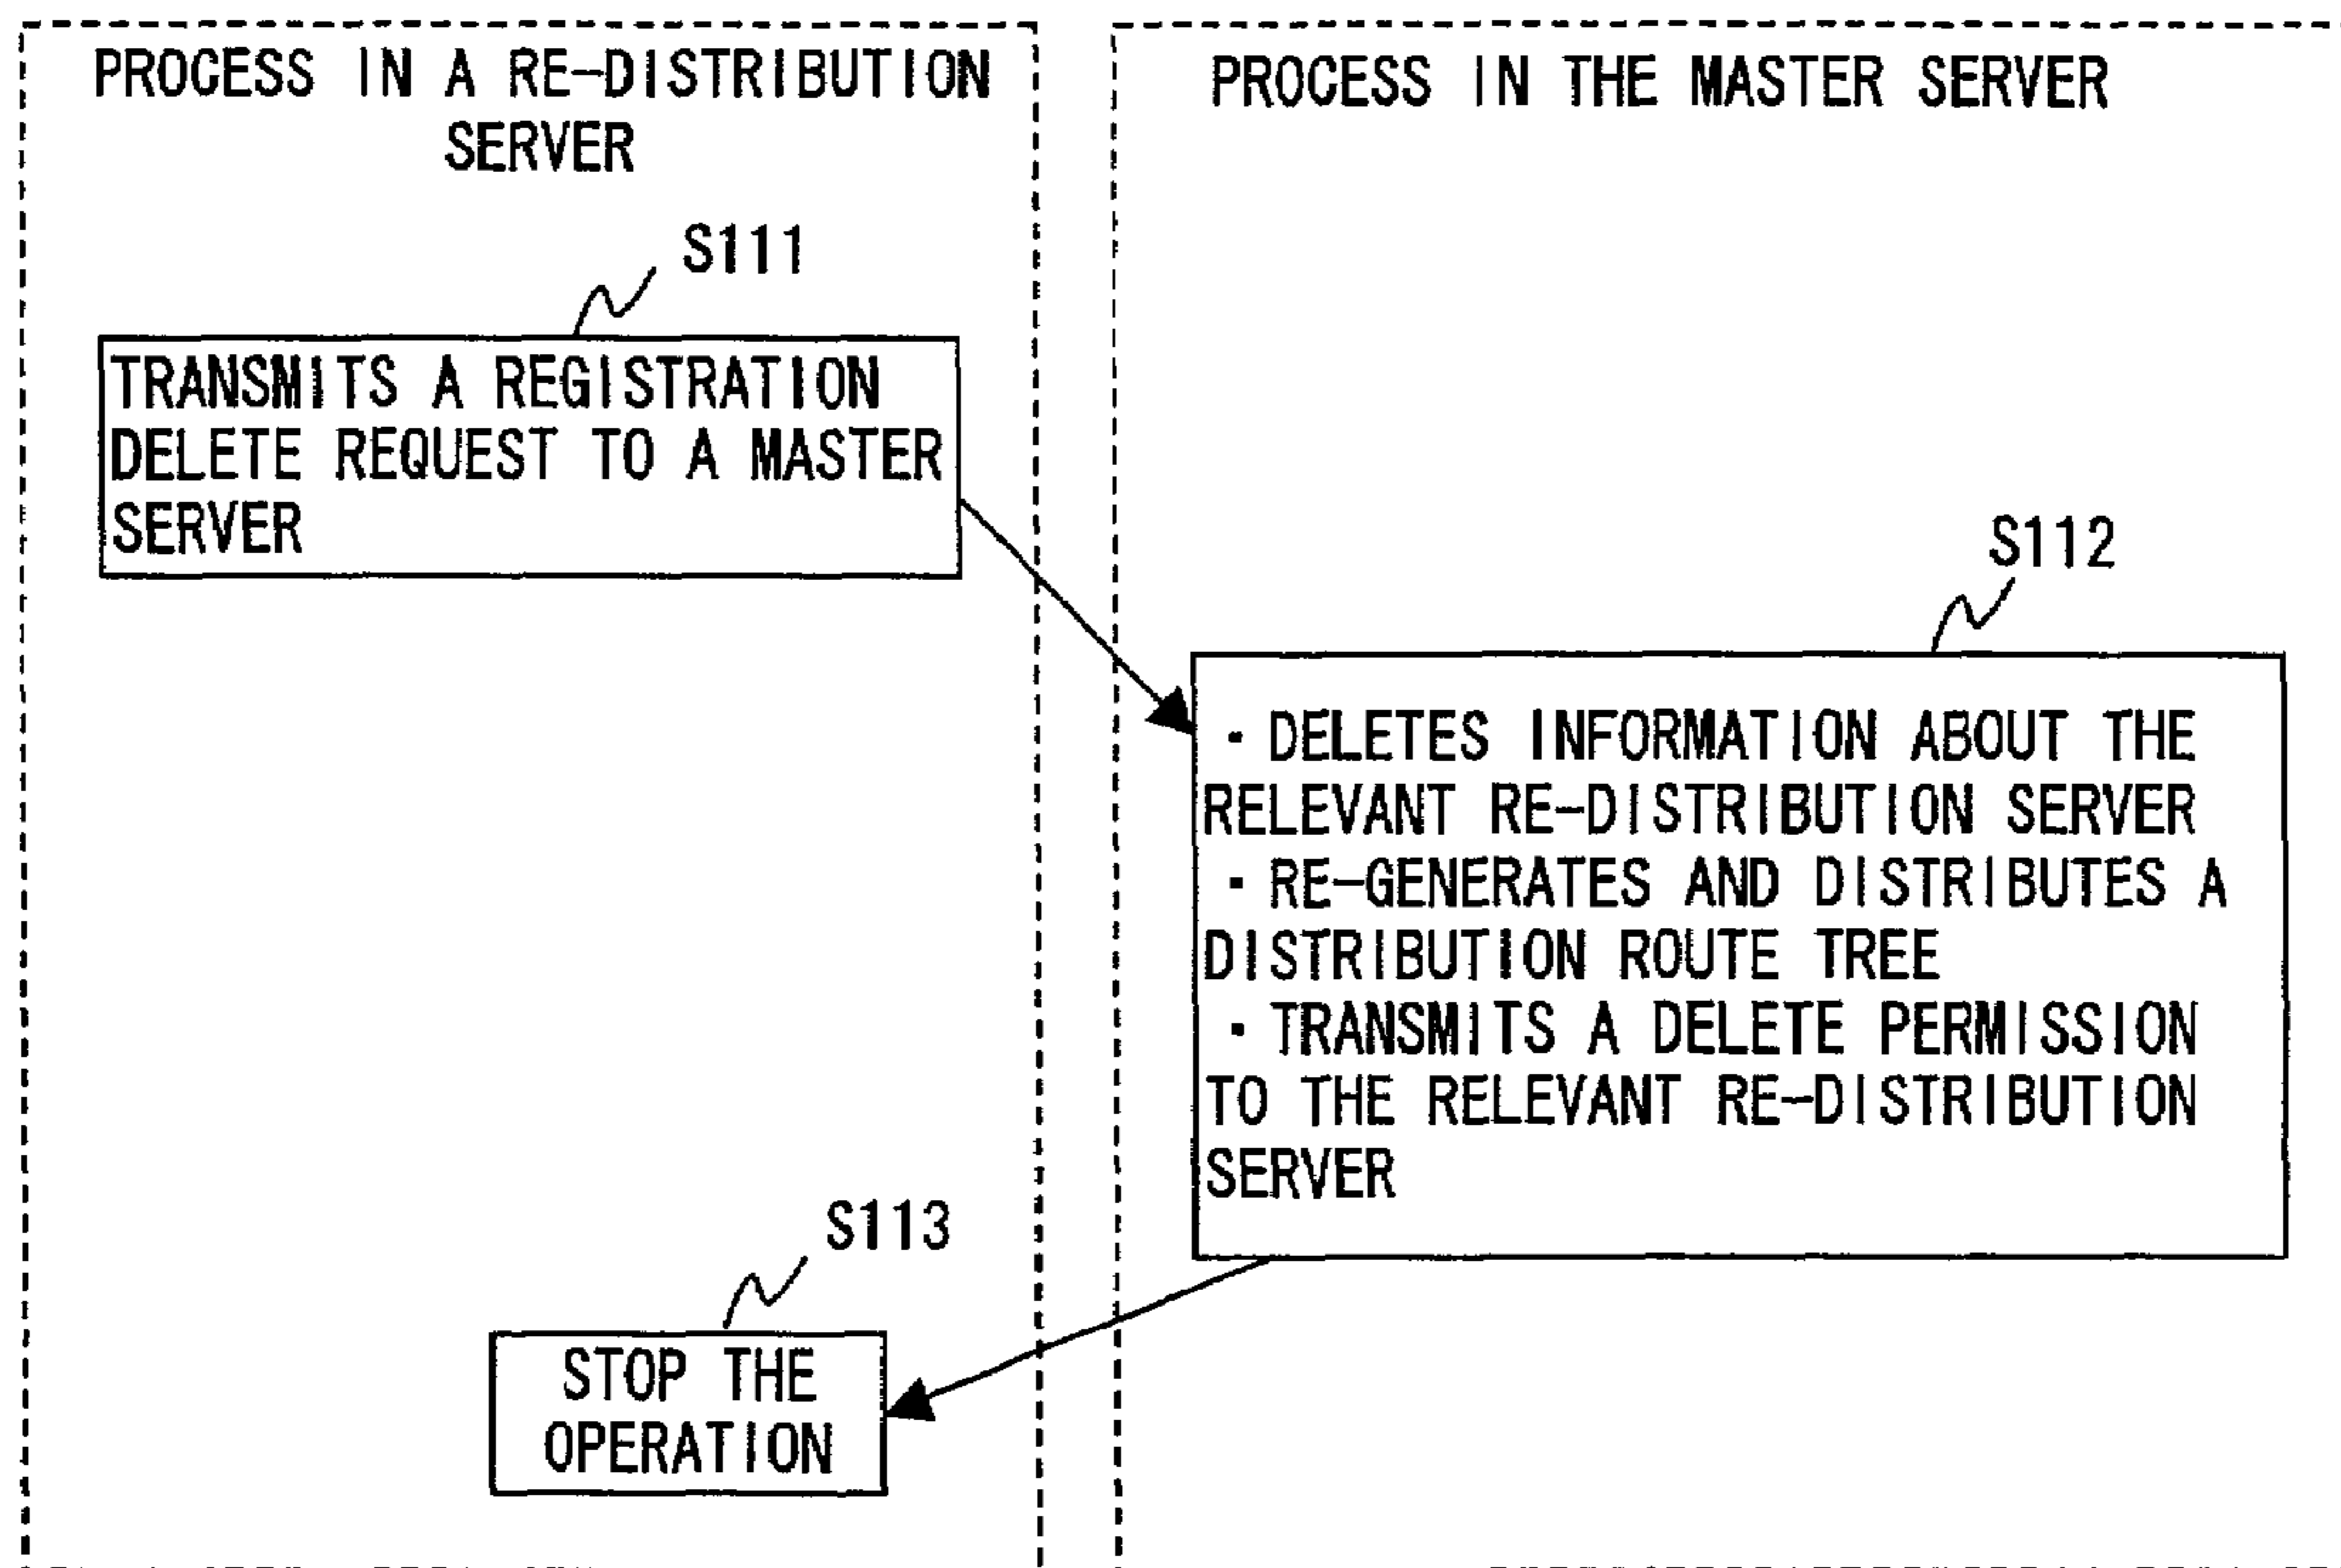 PROCESS IN A RE-DISTRIBUTION
SERVER
S111
TRANSMITS A REGISTRATION
DELETE REQUEST TO A MASTER
SERVER
PROCESS IN THE MASTER SERVER
S112
· DELETES INFORMATION ABOUT THE
RELEVANT RE-DISTRIBUTION SERVER
· RE-GENERATES AND DISTRIBUTES A
DISTRIBUTION ROUTE TREE
· TRANSMITS A DELETE PERMISSION
TO THE RELEVANT RE-DISTRIBUTION
SERVER
S113
STOP THE
OPERATION